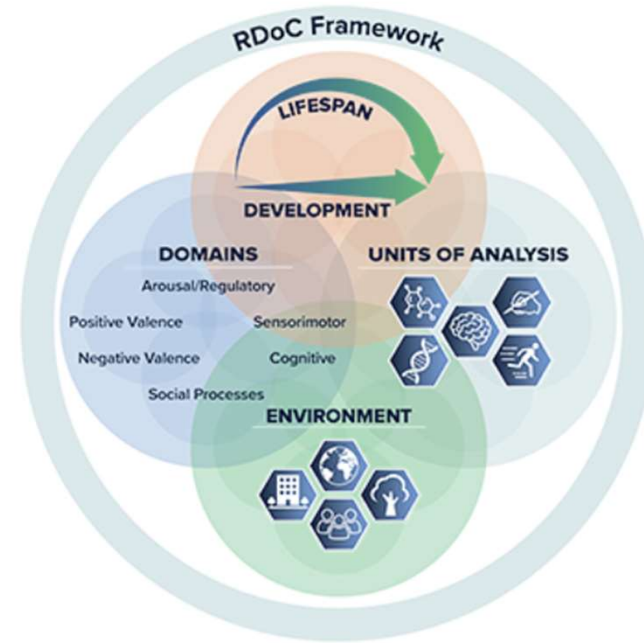 RDoC Framework
LIFESPAN
DEVELOPMENT
DOMAINS
Arousal/Regulatory
Positive Valence
Sensorimotor
Negative Valence
Cognitive
Social Processes
UNITS OF ANALYSIS
ENVIRONMENT